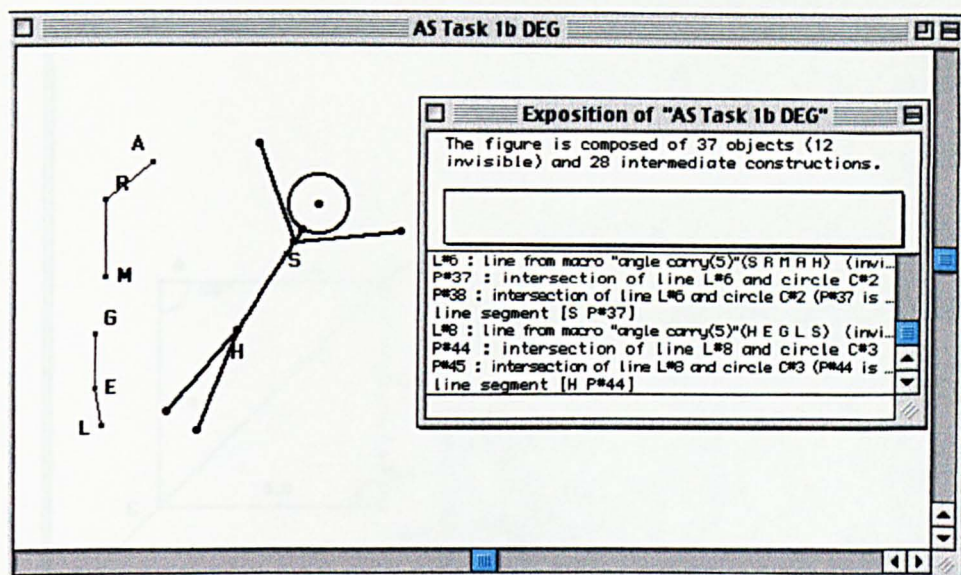 AS Task 1b DEG
A
R
M
G
E
L
S
H
Exposition of "AS Task 1b DEG"
The figure is composed of 37 objects (12
invisible) and 28 intermediate constructions.
L#6 : line from macro "angle carry(5)"(S R M A H) (invi...
P#37 : intersection of line L#6 and circle C#2
P#38 : intersection of line L#6 and circle C#2 (P#37 is ...
line segment [S P#37]
L#8 : line from macro "angle carry(5)"(H E G L S) (invi...
P#44 : intersection of line L#8 and circle C#3
P#45 : intersection of line L#8 and circle C#3 (P#44 is ...
line segment [H P#44]